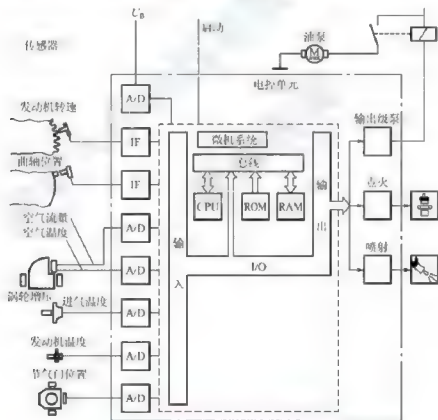 U_B
启动
油泵
M
传感器
电控单元
A/D
发动机转速
IF
微机系统
总线
输出级泵
曲轴位置
IF
CPU
ROM
RAM
输出
点火
空气流量
空气温度
A/D
输入
A/D
I/O
喷射
涡轮增压
进气温度
A/D
发动机温度
A/D
节气门位置
A/D